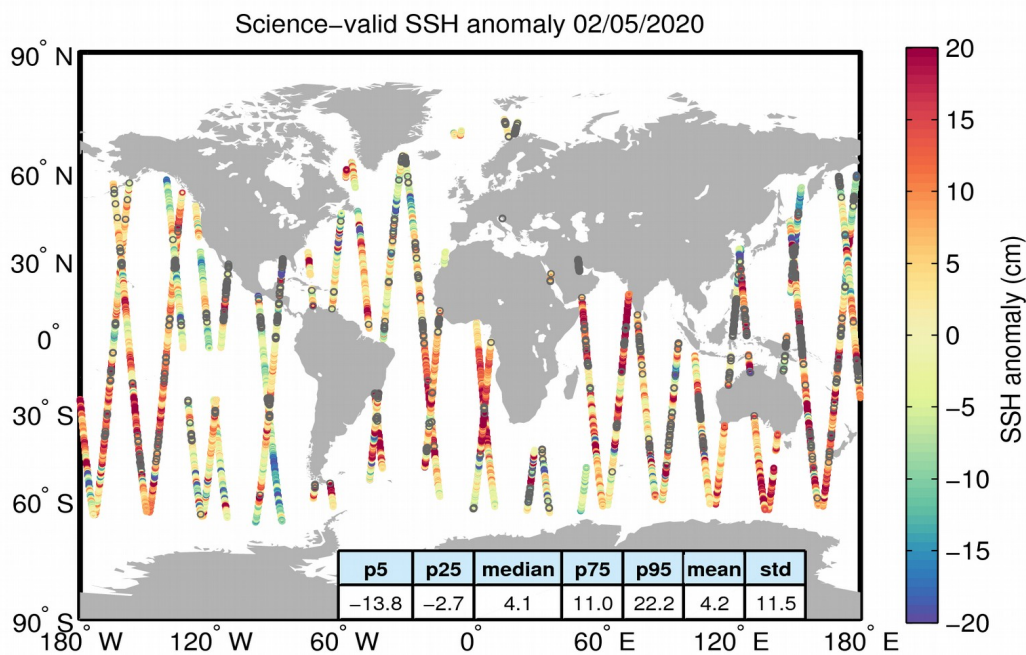 Science−valid SSH anomaly 02/05/2020
90° N
60° N
30° N
0°
30° S
60° S
90° S
180° W
120° W
60° W
0°
60° E
120° E
180° E
p5 p25 median p75 p95 mean std
−13.8 −2.7 4.1 11.0 22.2 4.2 11.5
20
15
10
5
0
−5
−10
−15
−20
SSH anomaly (cm)